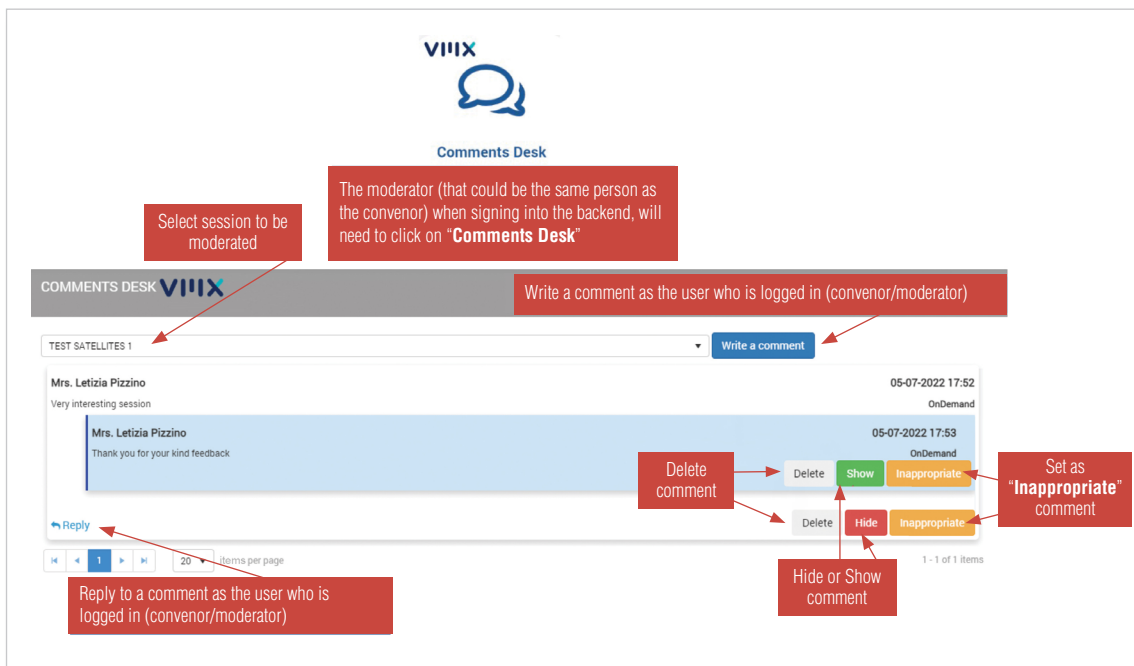 VIIIX
Comments Desk
The moderator (that could be the same person as
the convenor) when signing into the backend, will
need to click on “Comments Desk”
Select session to be
moderated
COMMENTS DESK VIIIX
Write a comment as the user who is logged in (convenor/moderator)
TEST SATELLITES 1
Write a comment
Mrs. Letizia Pizzino
05-07-2022 17:52
Very interesting session
OnDemand
Mrs. Letizia Pizzino
05-07-2022 17:53
Thank you for your kind feedback
OnDemand
Delete
comment
Delete
Show
Inappropriate
Set as
“Inappropriate”
comment
Reply
Delete
Hide
Inappropriate
1
20
items per page
1 - 1 of 1 items
Hide or Show
comment
Reply to a comment as the user who is
logged in (convenor/moderator)